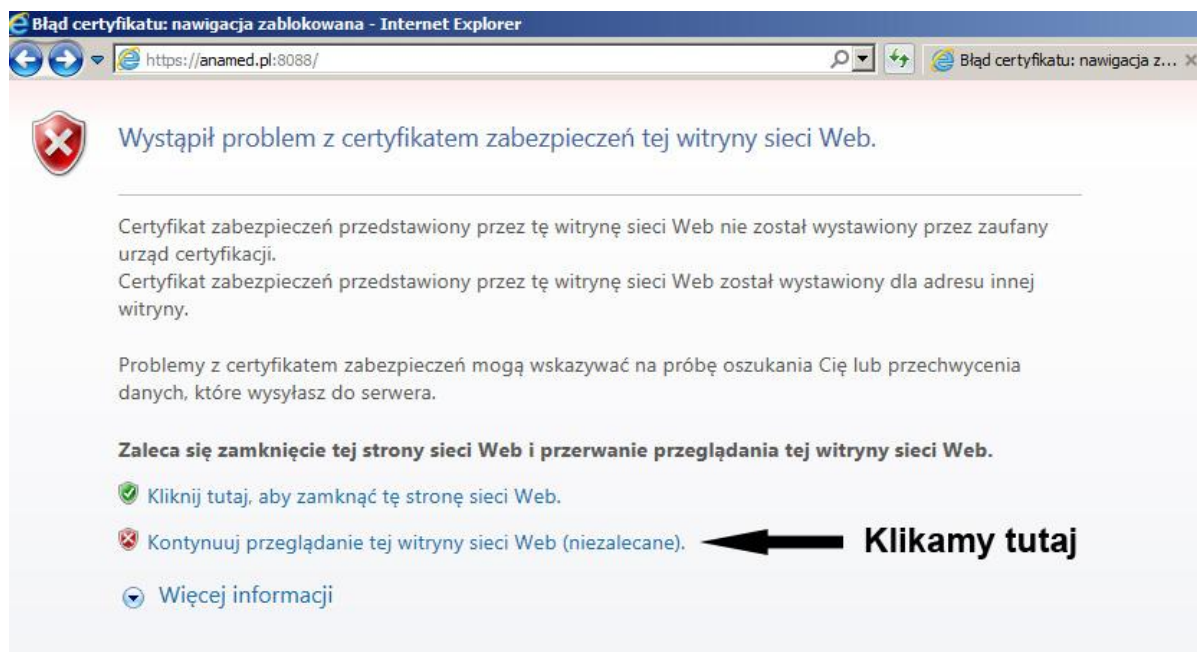 Błąd certyfikatu: nawigacja zablokowana - Internet Explorer
https://anamed.pl:8088/
Błąd certyfikatu: nawigacja z...
Wystąpił problem z certyfikatem zabezpieczeń tej witryny sieci Web.
Certyfikat zabezpieczeń przedstawiony przez tę witrynę sieci Web nie został wystawiony przez zaufany
urząd certyfikacji.
Certyfikat zabezpieczeń przedstawiony przez tę witrynę sieci Web został wystawiony dla adresu innej
witryny.
Problemy z certyfikatem zabezpieczeń mogą wskazywać na próbę oszukania Cię lub przechwycenia
danych, które wysyłasz do serwera.
Zaleca się zamknięcie tej strony sieci Web i przerwanie przeglądania tej witryny sieci Web.
Kliknij tutaj, aby zamknąć tę stronę sieci Web.
Kontynuuj przeglądanie tej witryny sieci Web (niezalecane).
Klikamy tutaj
Więcej informacji